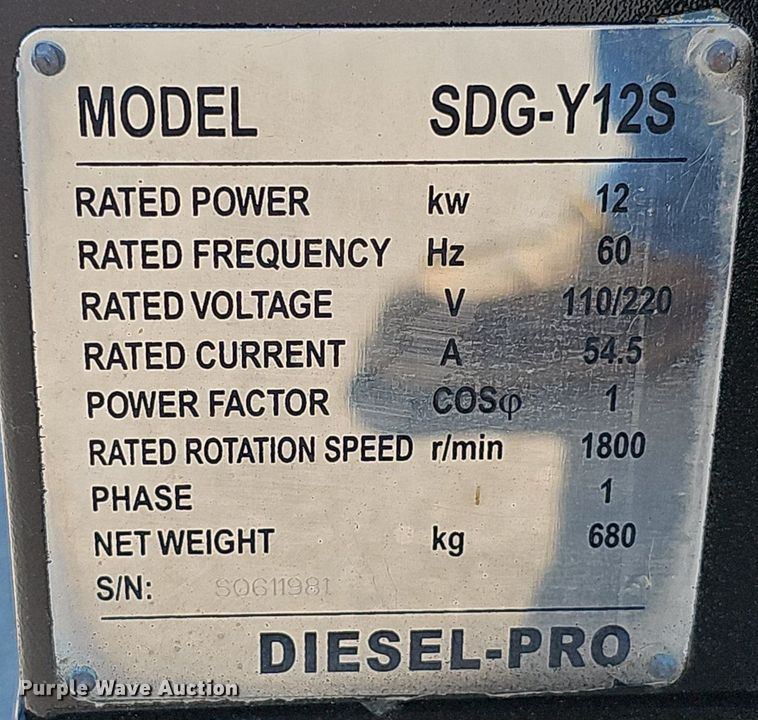 MODEL SDG-Y12S
RATED POWER kw 12
RATED FREQUENCY Hz 60
RATED VOLTAGE V 110/220
RATED CURRENT A 54.5
POWER FACTOR COSφ 1
RATED ROTATION SPEED r/min 1800
PHASE 1
NET WEIGHT kg 680
S/N: S0611981
DIESEL-PRO
Purple Wave Auction